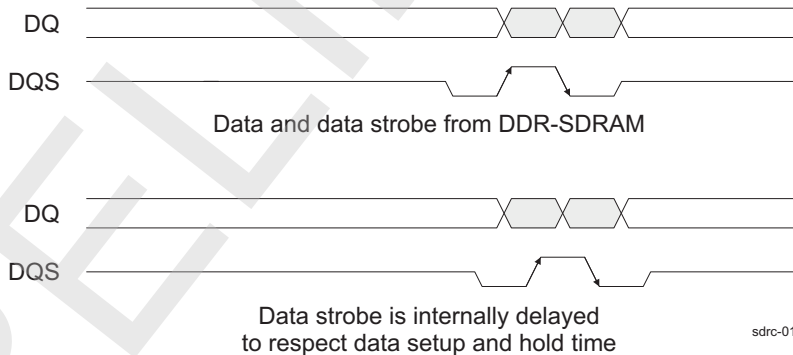 DQ
DQS
Data and data strobe from DDR-SDRAM
DQ
DQS
Data strobe is internally delayed
to respect data setup and hold time
sdrc-01